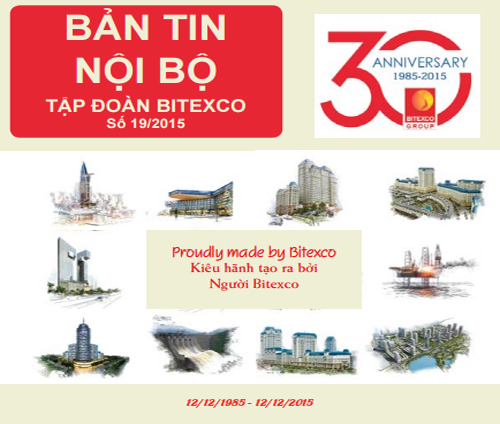 BẢN TIN
NỘI BỘ
TẬP ĐOÀN BITEXCO
Số 19/2015
30
ANNIVERSARY
1985-2015
BITEXCO
GROUP
Proudly made by Bitexco
Kiêu hãnh tạo ra bởi
Người Bitexco
12/12/1985 - 12/12/2015